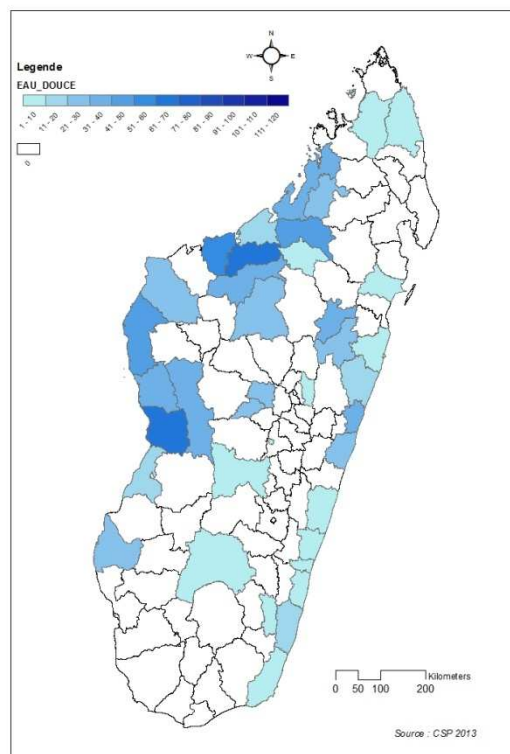 N
W E
S
Legende
EAU_DOUCE
1 - 10
11 - 20
21 - 30
31 - 40
41 - 50
51 - 60
61 - 70
71 - 80
81 - 90
91 - 100
101 - 110
111 - 120
0
Kilometers
0 50 100 200
Source : CSP 2013